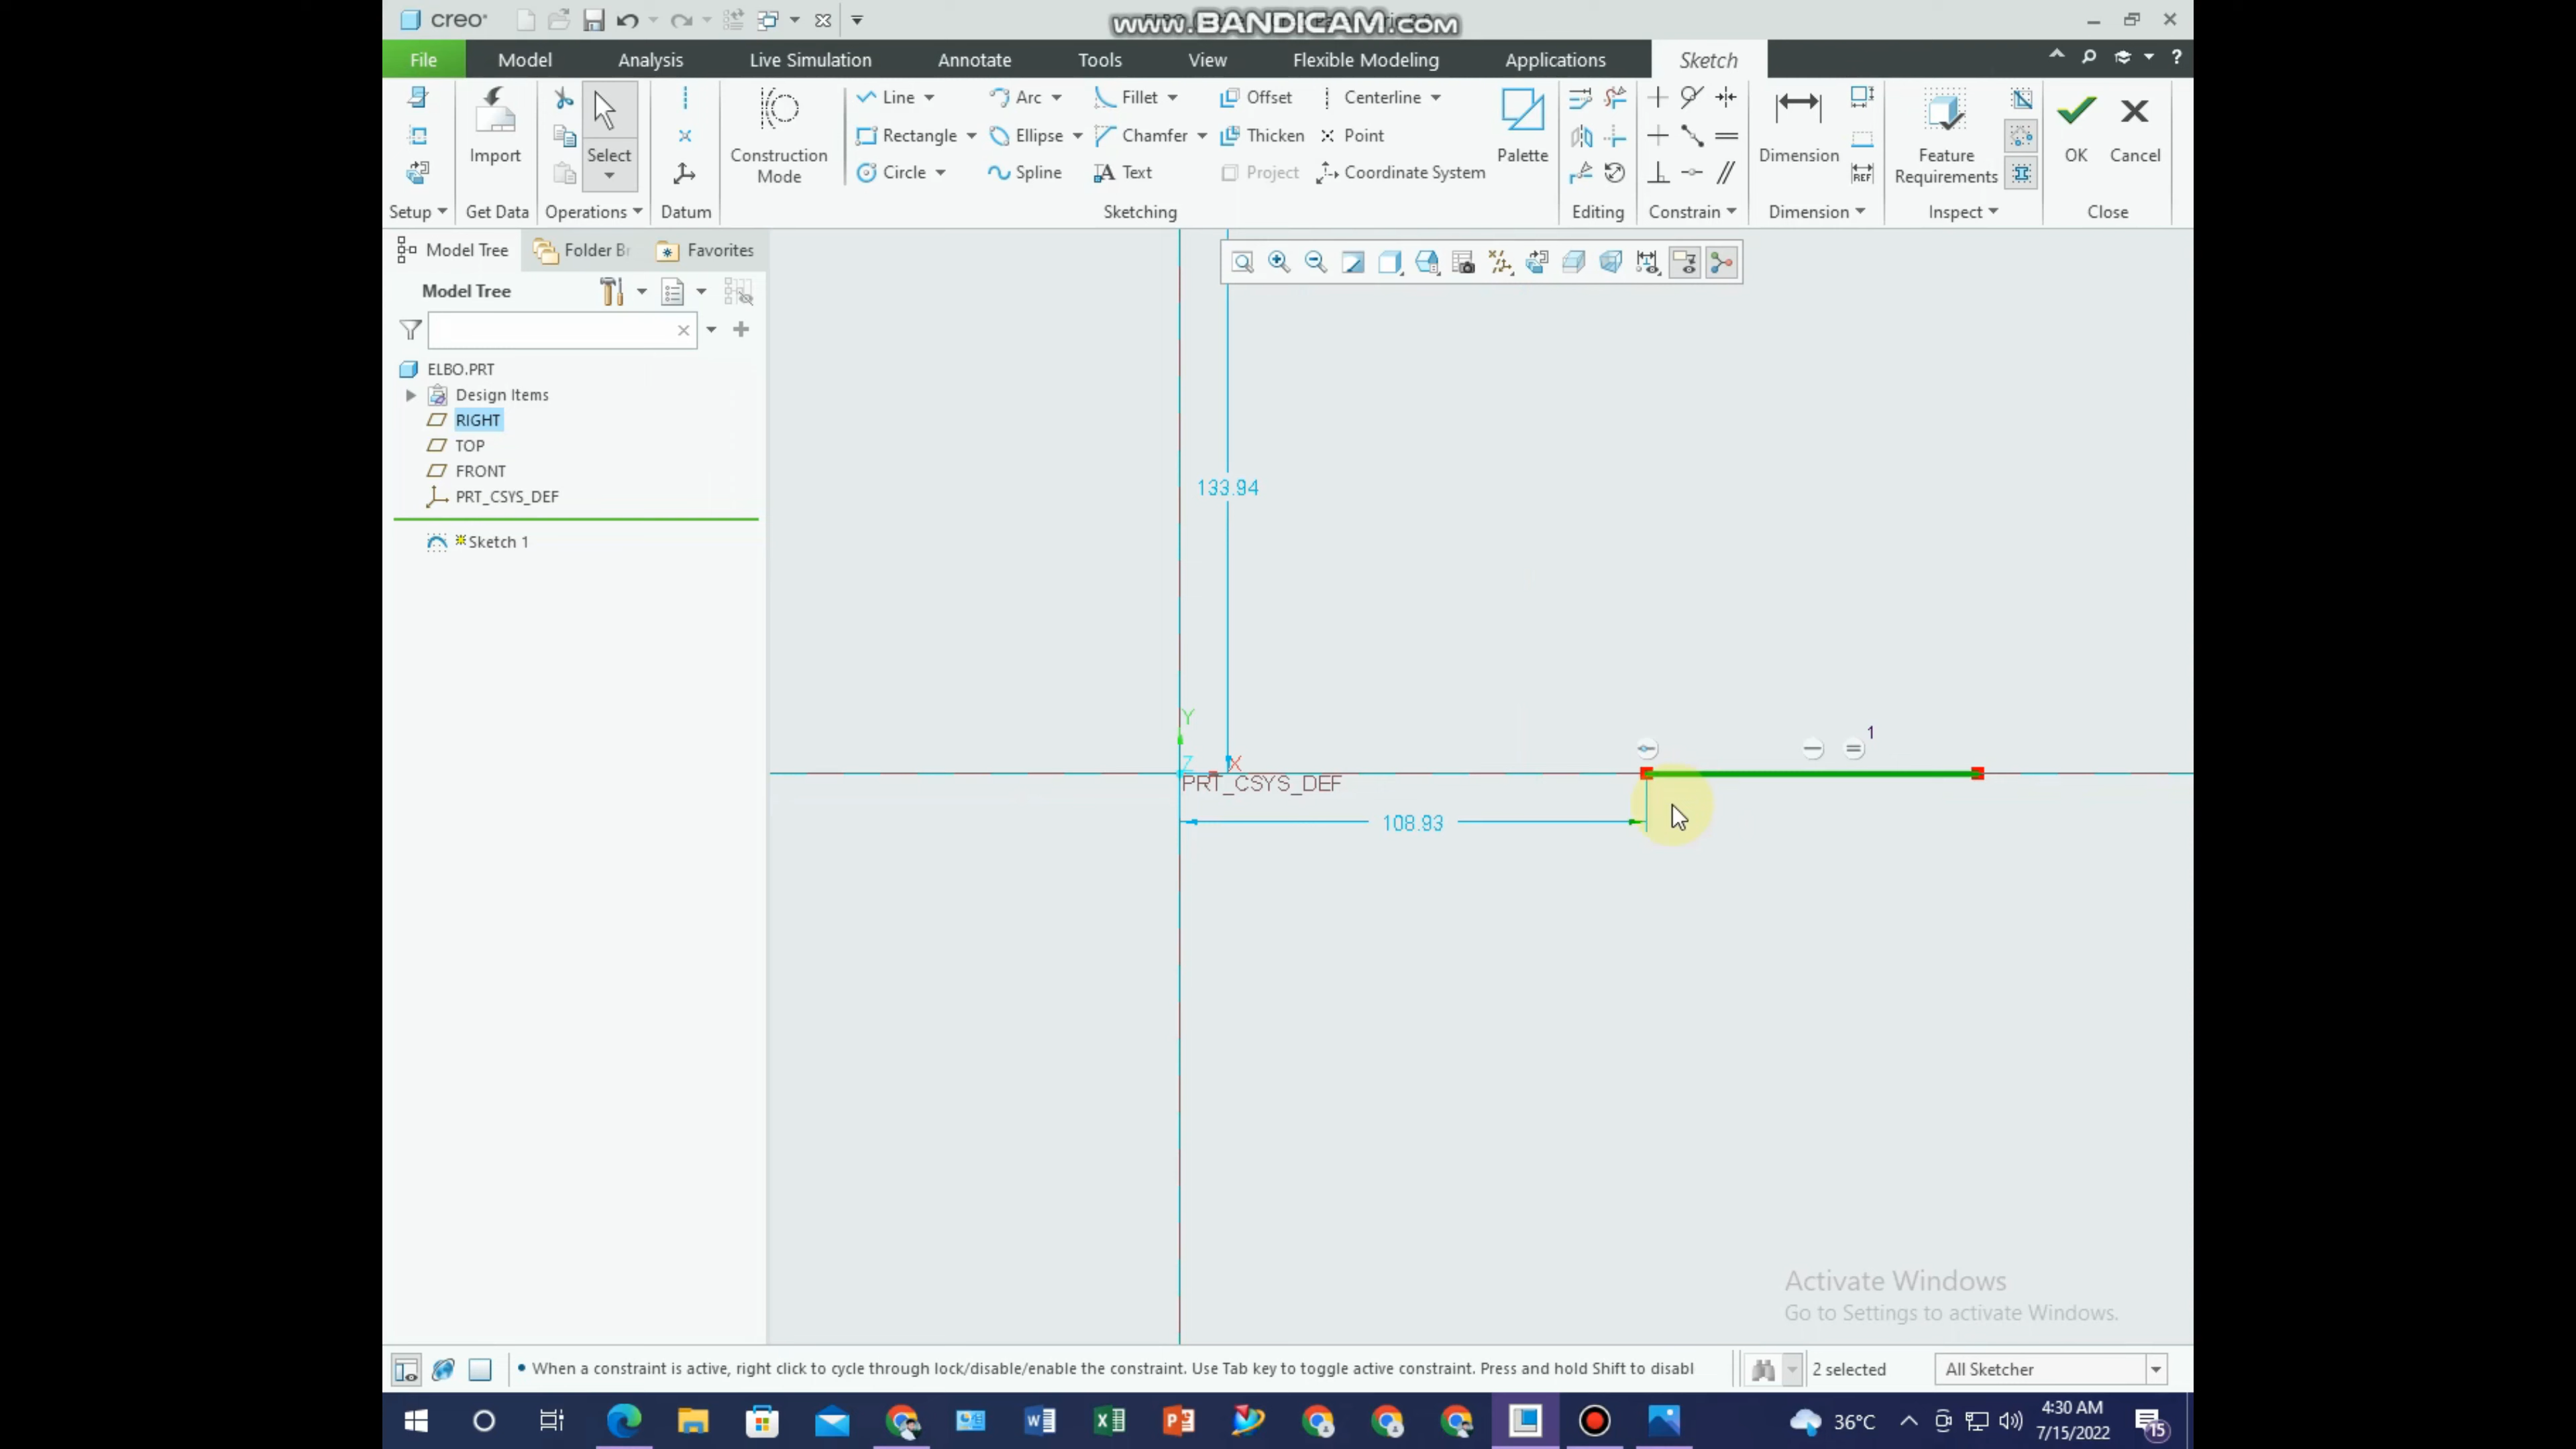 creo®
www.BANDICAM.com
File Model Analysis Live Simulation Annotate Tools View Flexible Modeling Applications Sketch
Line Arc Fillet Offset Centerline
Rectangle Ellipse Chamfer Thicken Point
Circle Spline Text Project Coordinate System
Import Select Construction Mode Palette Dimension Feature Requirements OK Cancel
REF
Setup Get Data Operations Datum Sketching Editing Constrain Dimension Inspect Close
Model Tree Folder Br Favorites
Model Tree
ELBO.PRT
Design Items
RIGHT
TOP
FRONT
PRT_CSYS_DEF
Sketch 1
133.94
Y
Z X
PRT_CSYS_DEF
1
108.93
Activate Windows
Go to Settings to activate Windows.
When a constraint is active, right click to cycle through lock/disable/enable the constraint. Use Tab key to toggle active constraint. Press and hold Shift to disabl
2 selected
All Sketcher
36°C
4:30 AM
7/15/2022
15